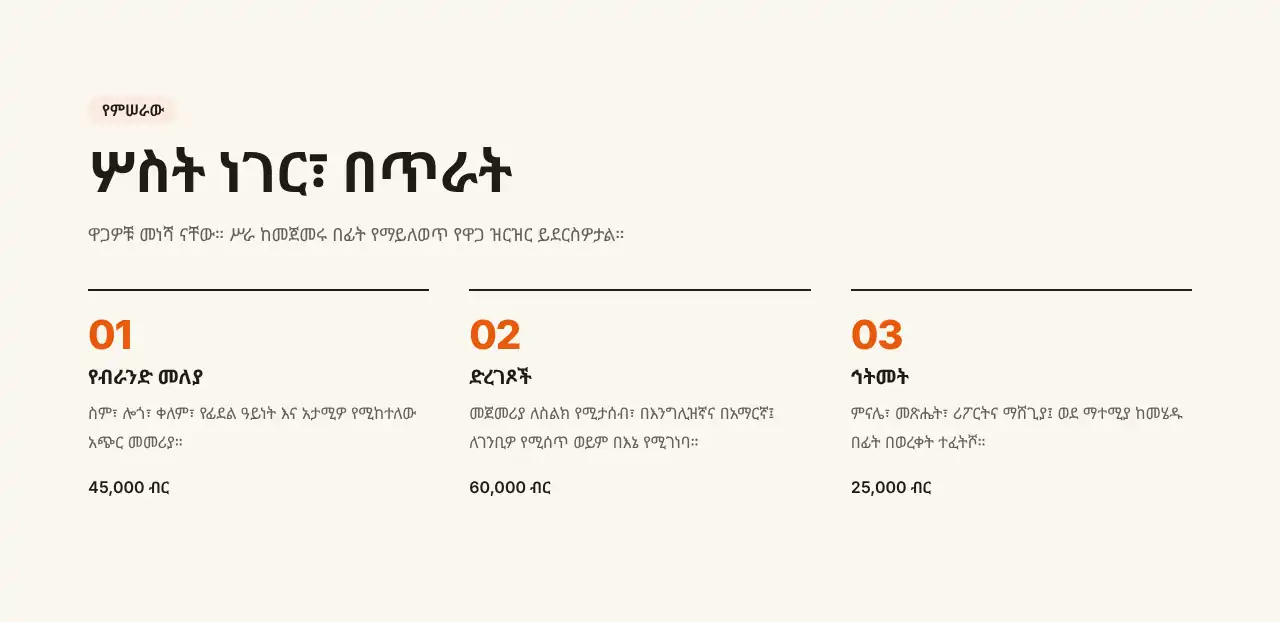 የምሠራው
ሦስት ነገር፣ በጥራት
ዋጋዎቹ መነሻ ናቸው። ሥራ ከመጀመሩ በፊት የማይለወጥ የዋጋ ዝርዝር ይደርስዎታል።
01
የብራንድ መለያ
ስም፣ ሎጎ፣ ቀለም፣ የፊደል ዓይነት እና አታሚዎ የሚከተለው
አጭር መመሪያ።
45,000 ብር
02
ድረገጾች
መጀመሪያ ለስልክ የሚታሰብ፣ በእንግሊዝኛና በአማርኛ፤
ለገንቢዎ የሚሰጥ ወይም በእኔ የሚገነባ።
60,000 ብር
03
ኅትመት
ምናሌ፣ መጽሔት፣ ሪፖርትና ማሸጊያ፤ ወደ ማተሚያ ከመሄዱ
በፊት በወረቀት ተፈትሾ።
25,000 ብር